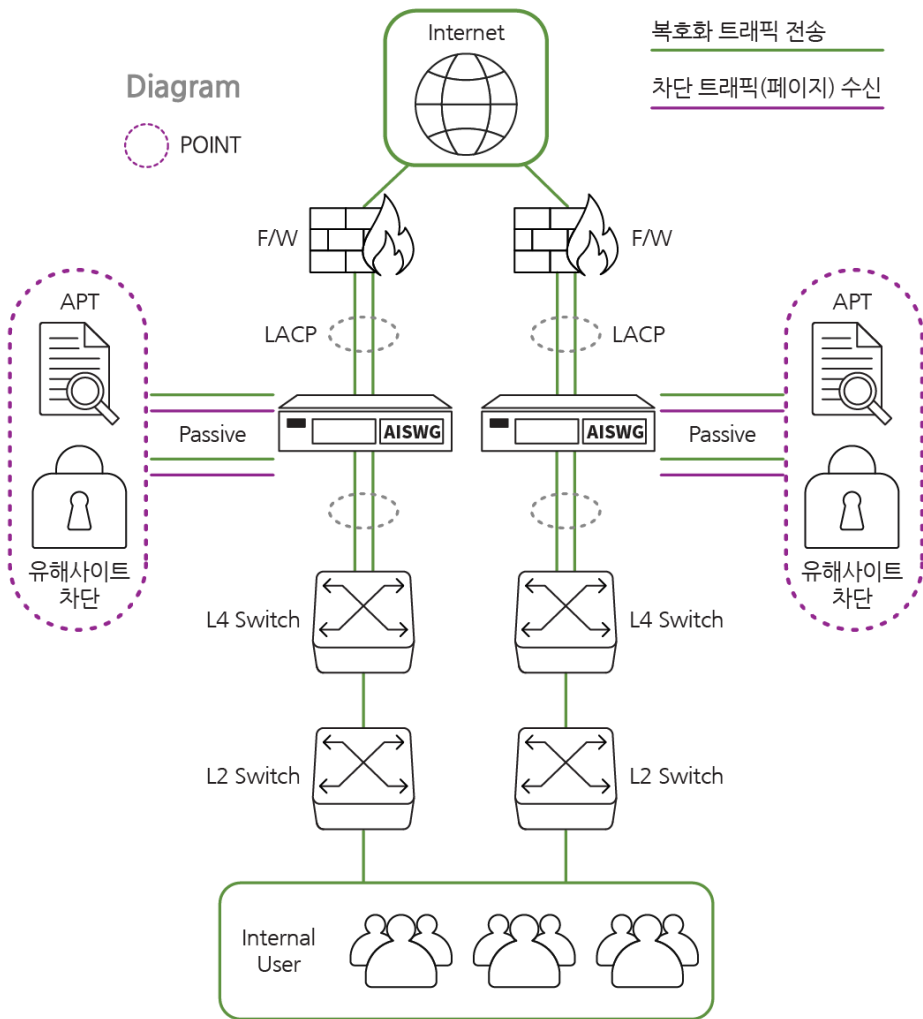 Internet
복호화 트래픽 전송
차단 트래픽(페이지) 수신
Diagram
POINT
F/W
F/W
APT
LACP
LACP
APT
Passive
AISWG
AISWG
Passive
유해사이트
차단
유해사이트
차단
L4 Switch
L4 Switch
L2 Switch
L2 Switch
Internal
User